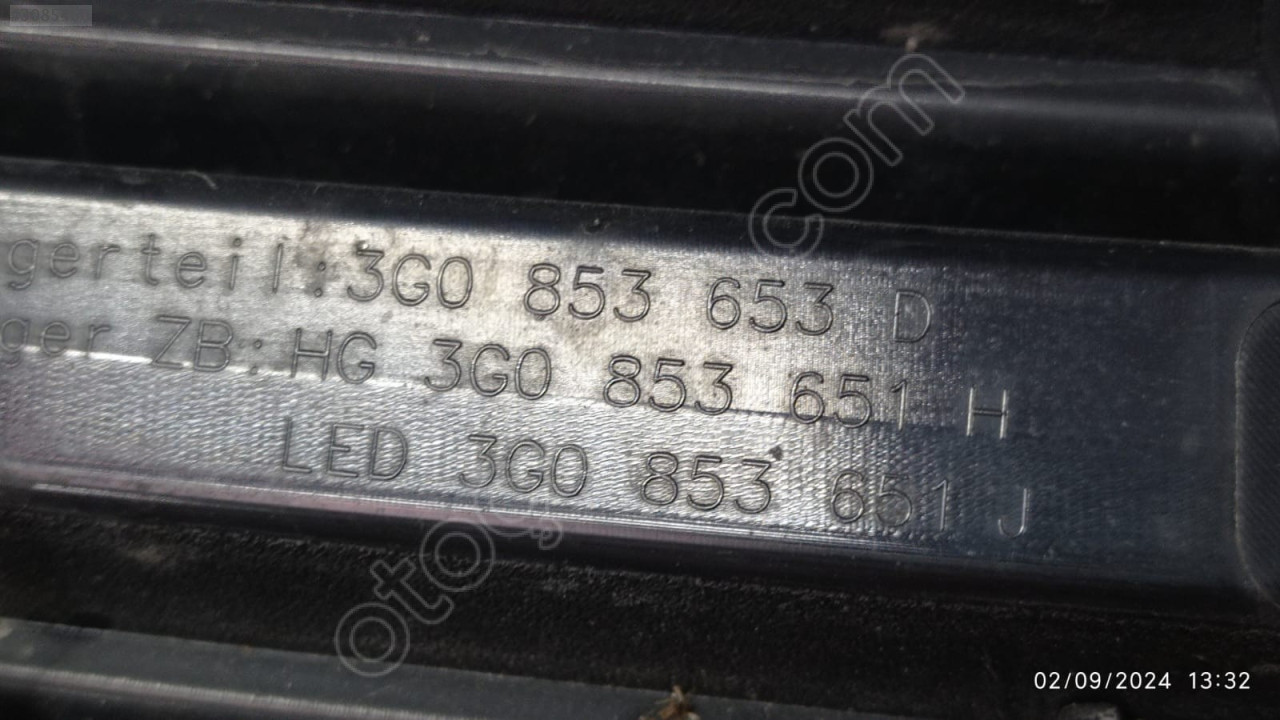 gerteil: 3G0 853 653 D
ger ZB: HG 3G0 853 651 H
LED 3G0 853 651 J
com
02/09/2024 13:32